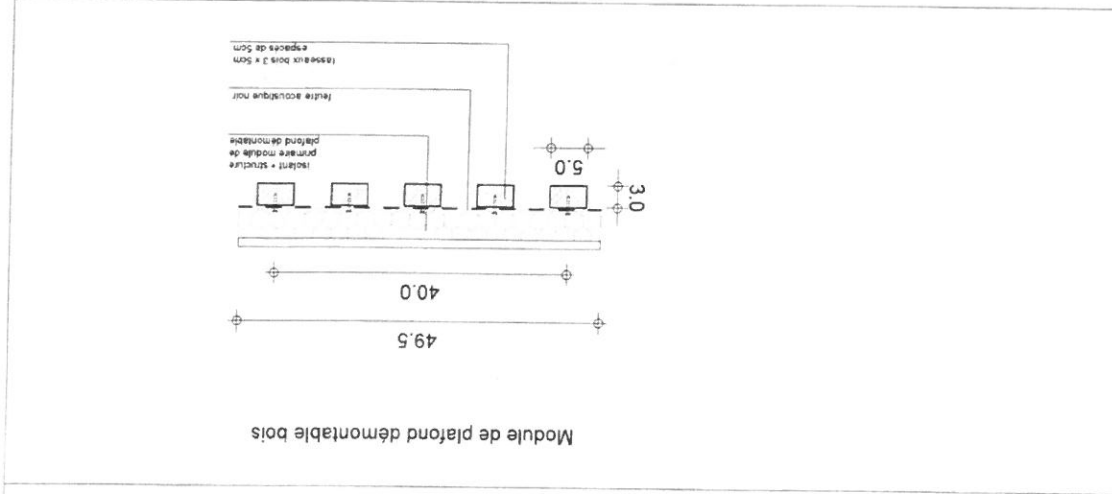 Module de plafond démontable bois
49.5
40.0
3.0
5.0
isolant + structure
primaire module de
plafond démontable
feutre acoustique noir
tasseaux bois 3 x 5cm
espaces de 5cm